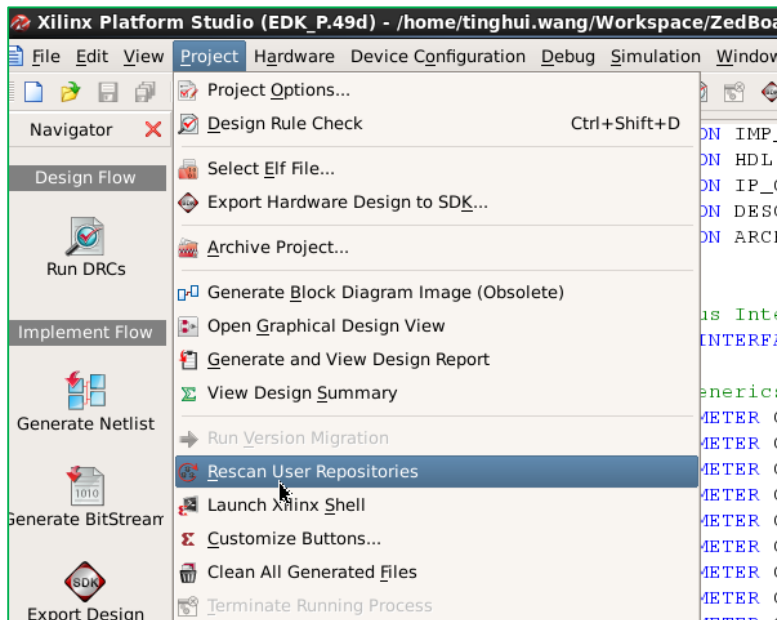 Xilinx Platform Studio (EDK_P.49d) - /home/tinghui.wang/Workspace/ZedBoa
File Edit View Project Hardware Device Configuration Debug Simulation Window
Navigator
Design Flow
Run DRCs
Implement Flow
Generate Netlist
1010
Generate BitStream
SDK
Export Design
Project Options...
Design Rule Check Ctrl+Shift+D
Select Elf File...
Export Hardware Design to SDK...
Archive Project...
Generate Block Diagram Image (Obsolete)
Open Graphical Design View
Generate and View Design Report
View Design Summary
Run Version Migration
Rescan User Repositories
Launch Xilinx Shell
Customize Buttons...
Clean All Generated Files
Terminate Running Process
ON IMP_
ON HDL
ON IP_
ON DESC
ON ARCH
us Inte
INTERFA
enerics
METER
METER
METER
METER
METER
METER
METER
METER